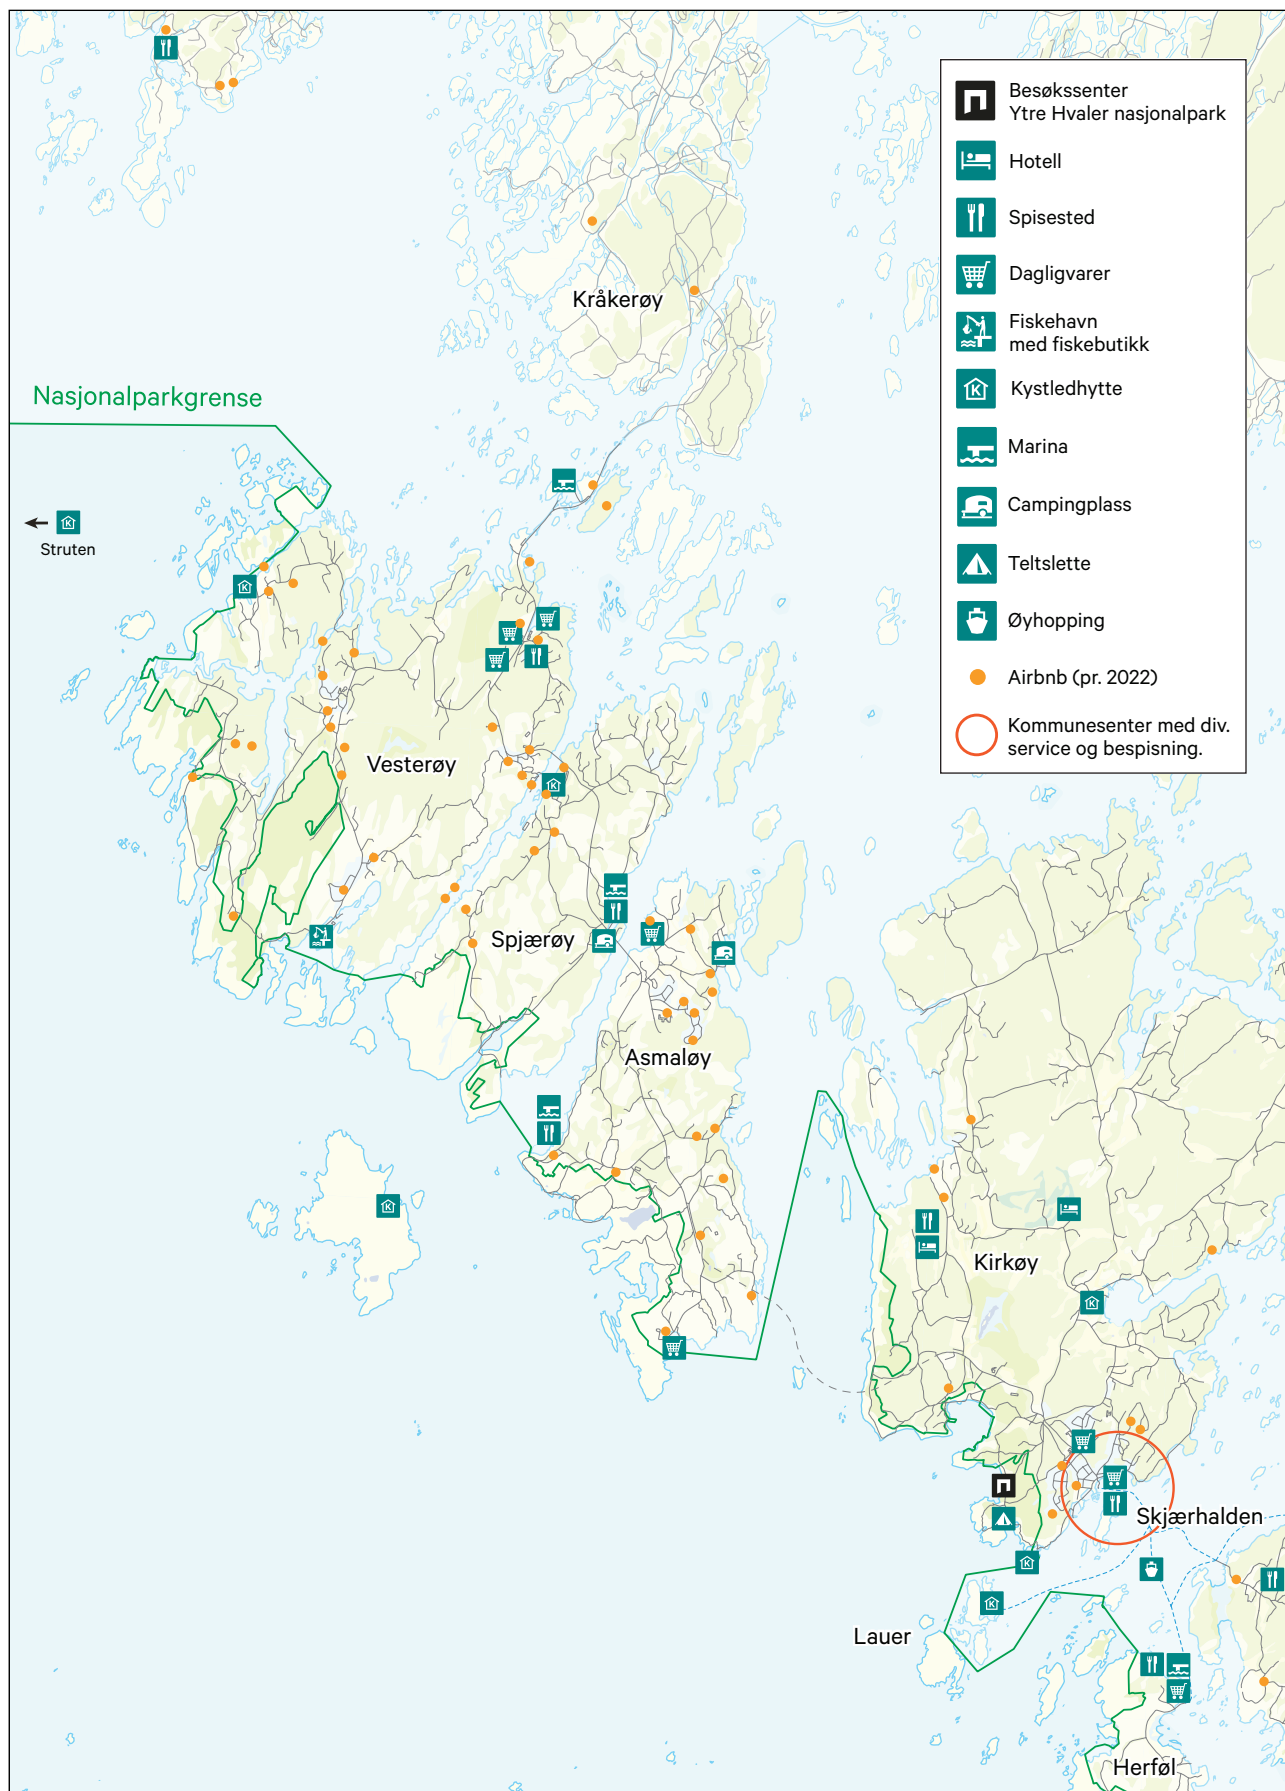 Besøkssenter
Ytre Hvaler nasjonalpark
Hotell
Spisested
Dagligvarer
Fiskehavn
med fiskebutikk
Kystledhytte
Marina
Campingplass
Teltslette
Øyhopping
Airbnb (pr. 2022)
Kommunesenter med div.
service og bespisning.
Kråkerøy
Nasjonalparkgrense
Struten
Vesterøy
Spjærøy
Asmaløy
Kirkøy
Skjærhalden
Lauer
Herføl